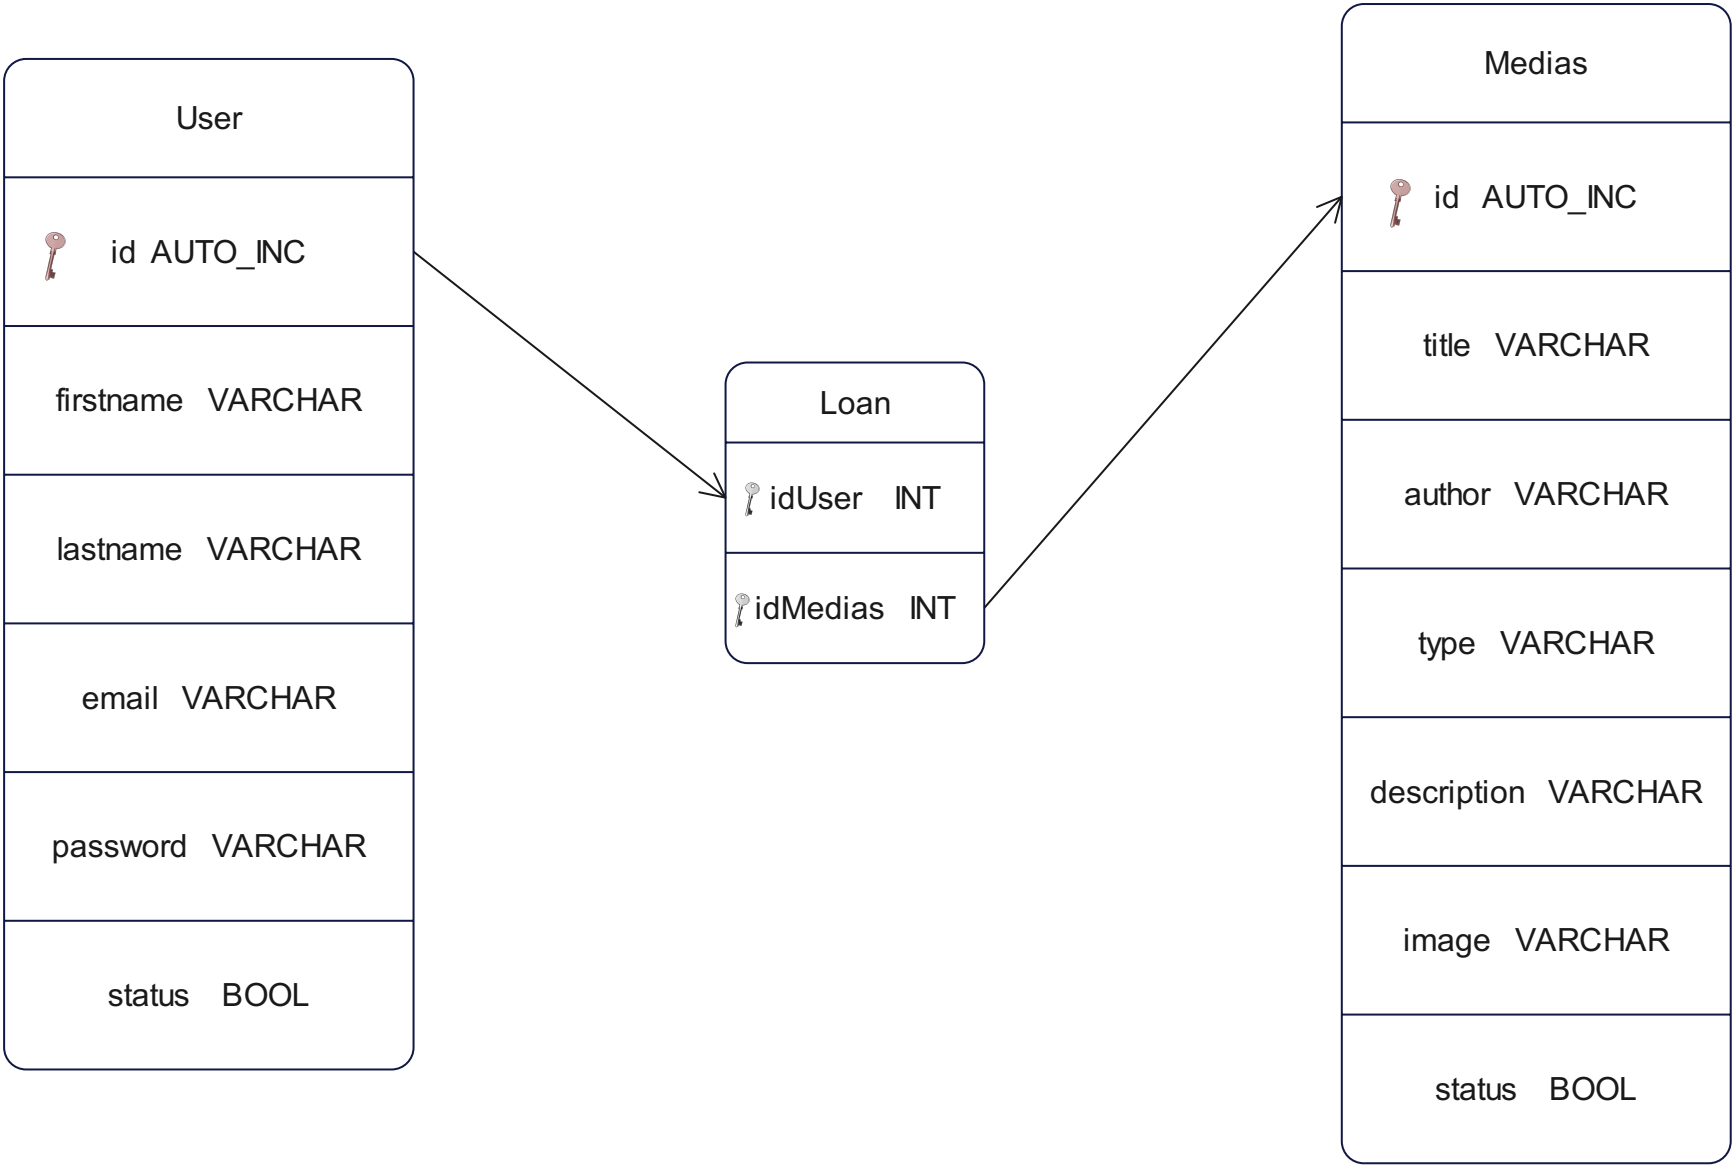 User
id AUTO_INC
firstname VARCHAR
lastname VARCHAR
email VARCHAR
password VARCHAR
status BOOL
Loan
idUser INT
idMedias INT
Medias
id AUTO_INC
title VARCHAR
author VARCHAR
type VARCHAR
description VARCHAR
image VARCHAR
status BOOL